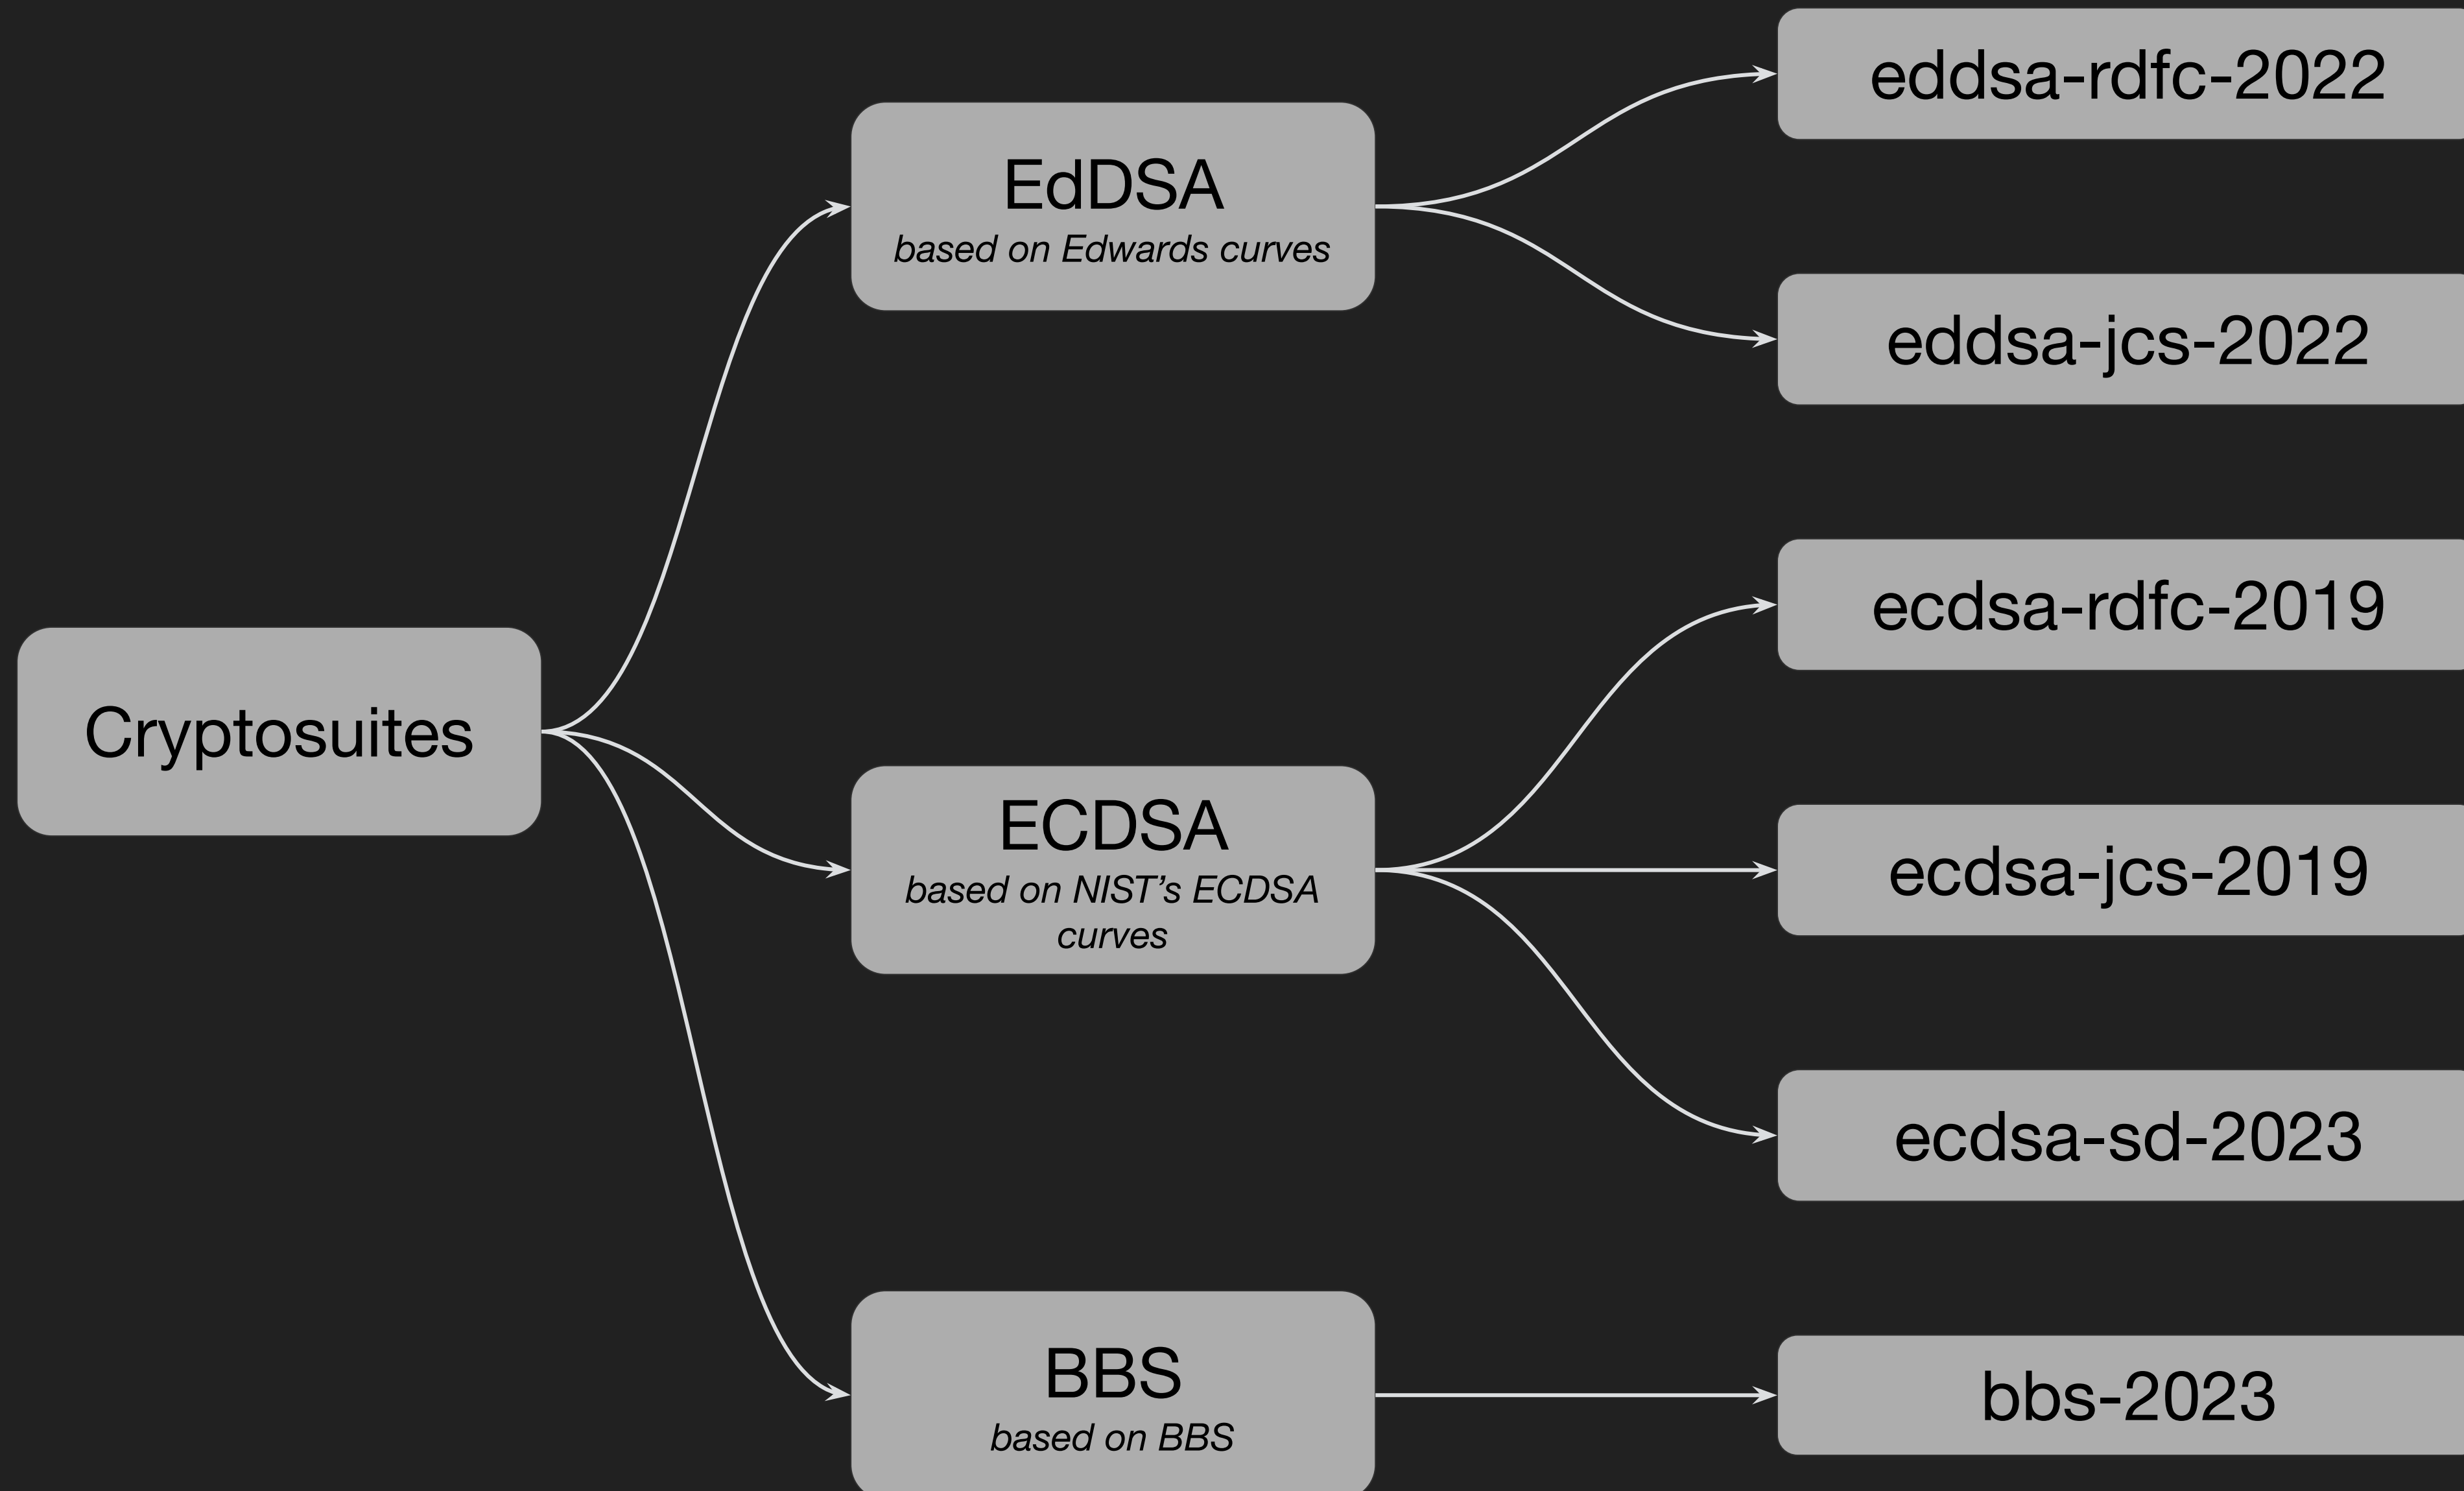 Cryptosuites
EdDSA
based on Edwards curves
eddsa-rdfc-2022
eddsa-jcs-2022
ECDSA
based on NIST’s ECDSA
curves
ecdsa-rdfc-2019
ecdsa-jcs-2019
ecdsa-sd-2023
BBS
based on BBS
bbs-2023